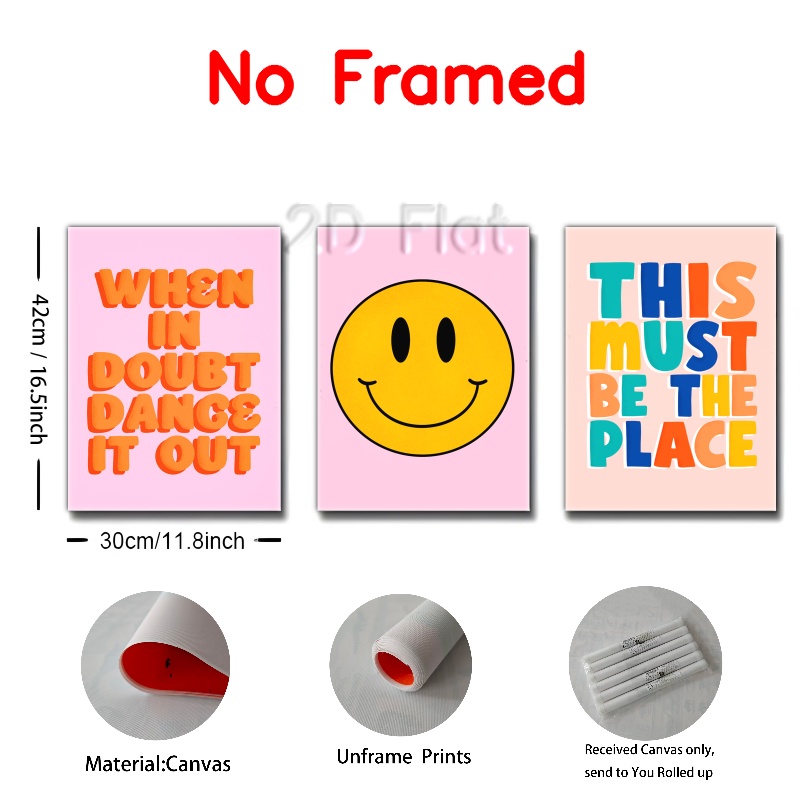 No Framed
2D Flat
WHEN
IN
DOUBT
DANCE
IT OUT
THIS
MUST
BE THE
PLACE
42cm / 16.5inch
30cm/11.8inch
Material:Canvas
Unframe Prints
Received Canvas only,
send to You Rolled up